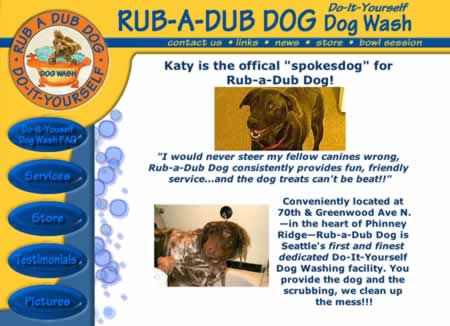 RUB A DUB DOG
DOG WASH
DO-IT-YOURSELF
RUB-A-DUB DOG
Do-It-Yourself
Dog Wash
contact us • links • news • store • bowl session
Katy is the offical "spokesdog" for
Rub-a-Dub Dog!
"I would never steer my fellow canines wrong,
Rub-a-Dub Dog consistently provides fun, friendly
service...and the dog treats can't be beat!!"
Do-It-Youself
Dog Wash FAQ
Services
Store
Testimonials
Pictures
Conveniently located at
70th & Greenwood Ave N.
—in the heart of Phinney
Ridge—Rub-a-Dub Dog is
Seattle's first and finest
dedicated Do-It-Yourself
Dog Washing facility. You
provide the dog and the
scrubbing, we clean up
the mess!!!